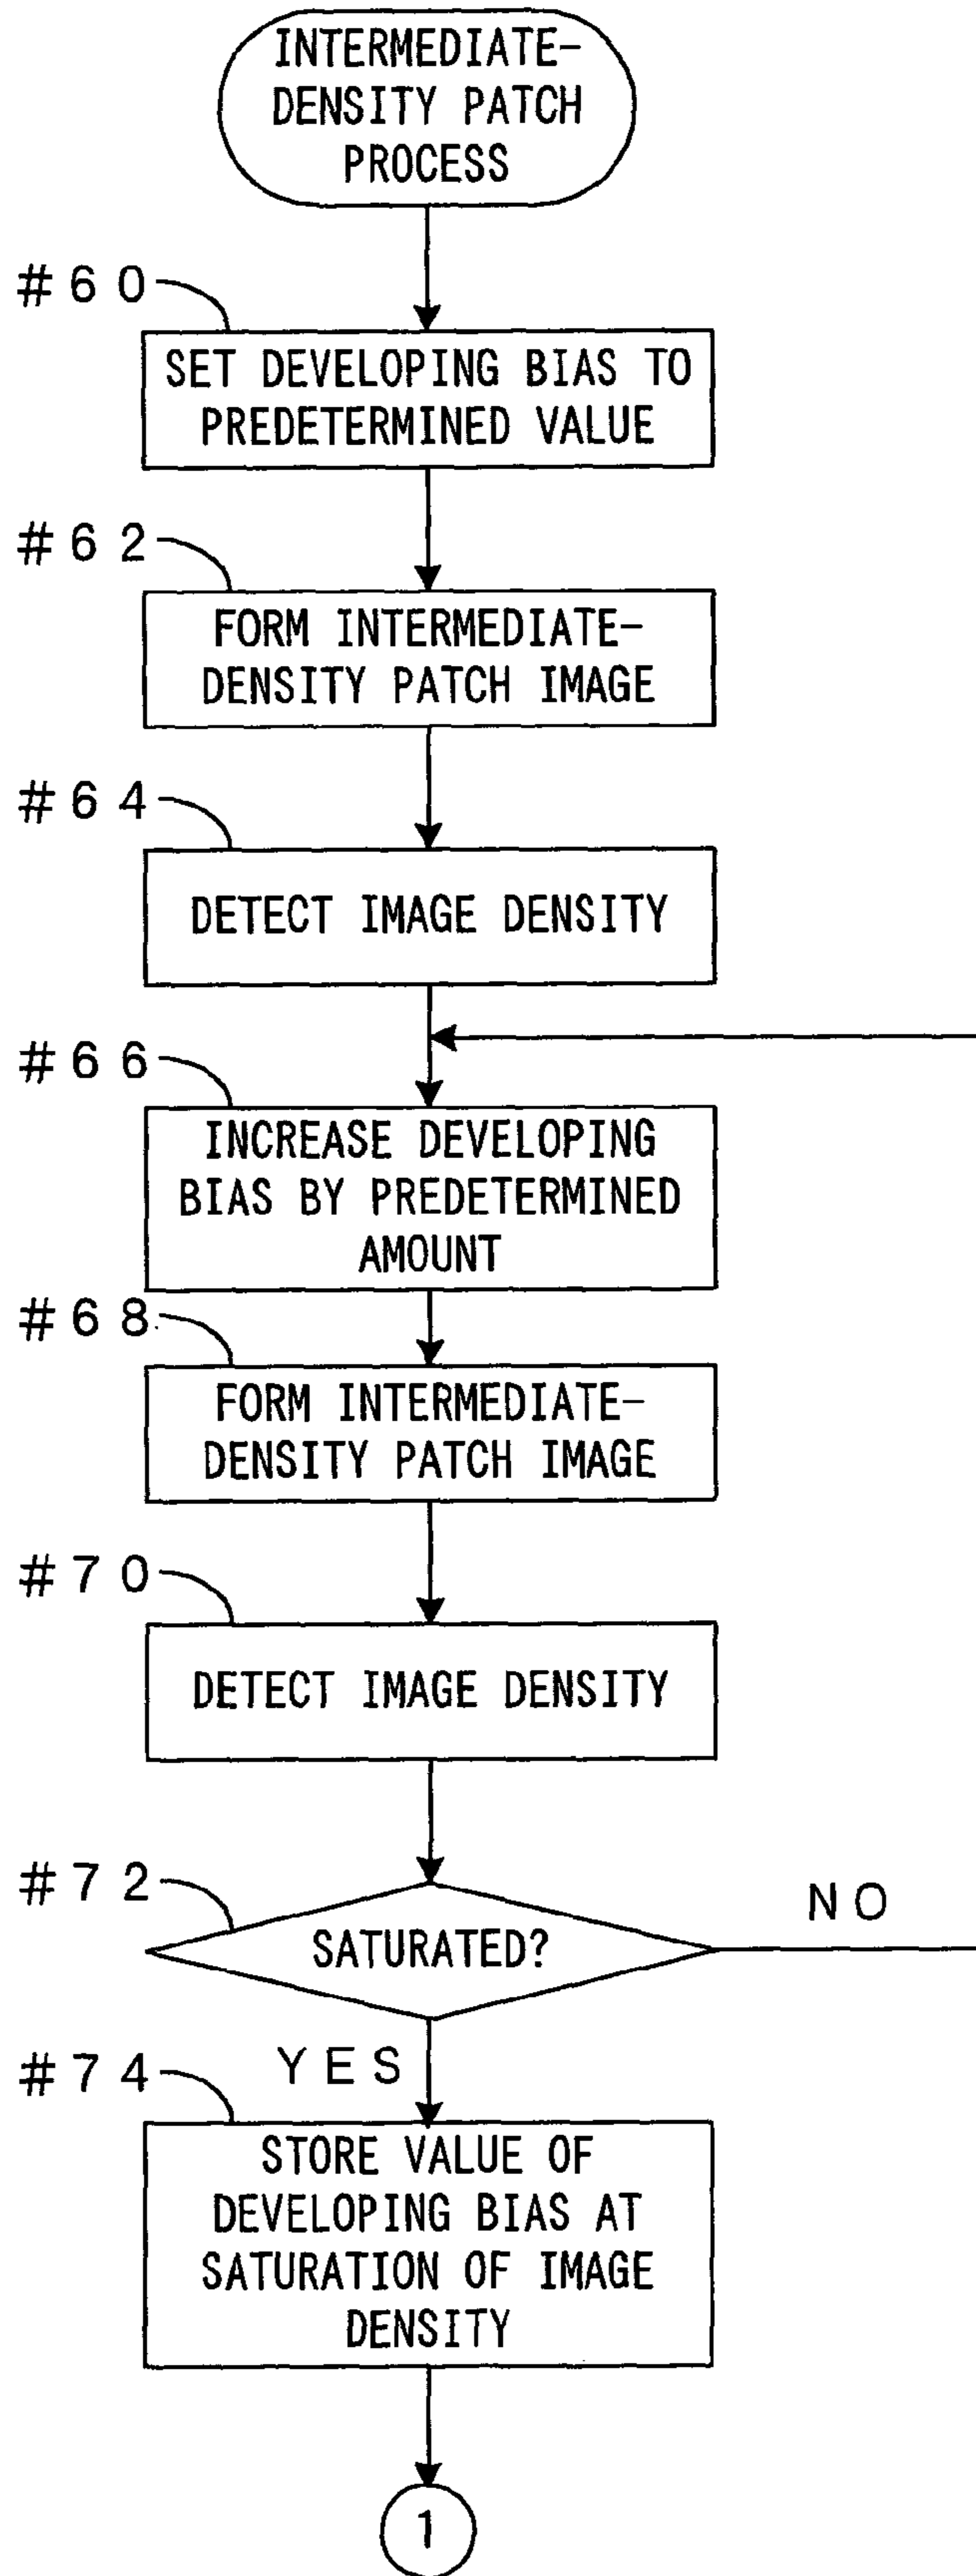 INTERMEDIATE-
DENSITY PATCH
PROCESS
#60
SET DEVELOPING BIAS TO
PREDETERMINED VALUE
#62
FORM INTERMEDIATE-
DENSITY PATCH IMAGE
#64
DETECT IMAGE DENSITY
#66
INCREASE DEVELOPING
BIAS BY PREDETERMINED
AMOUNT
#68
FORM INTERMEDIATE-
DENSITY PATCH IMAGE
#70
DETECT IMAGE DENSITY
#72
SATURATED?
NO
YES
#74
STORE VALUE OF
DEVELOPING BIAS AT
SATURATION OF IMAGE
DENSITY
1